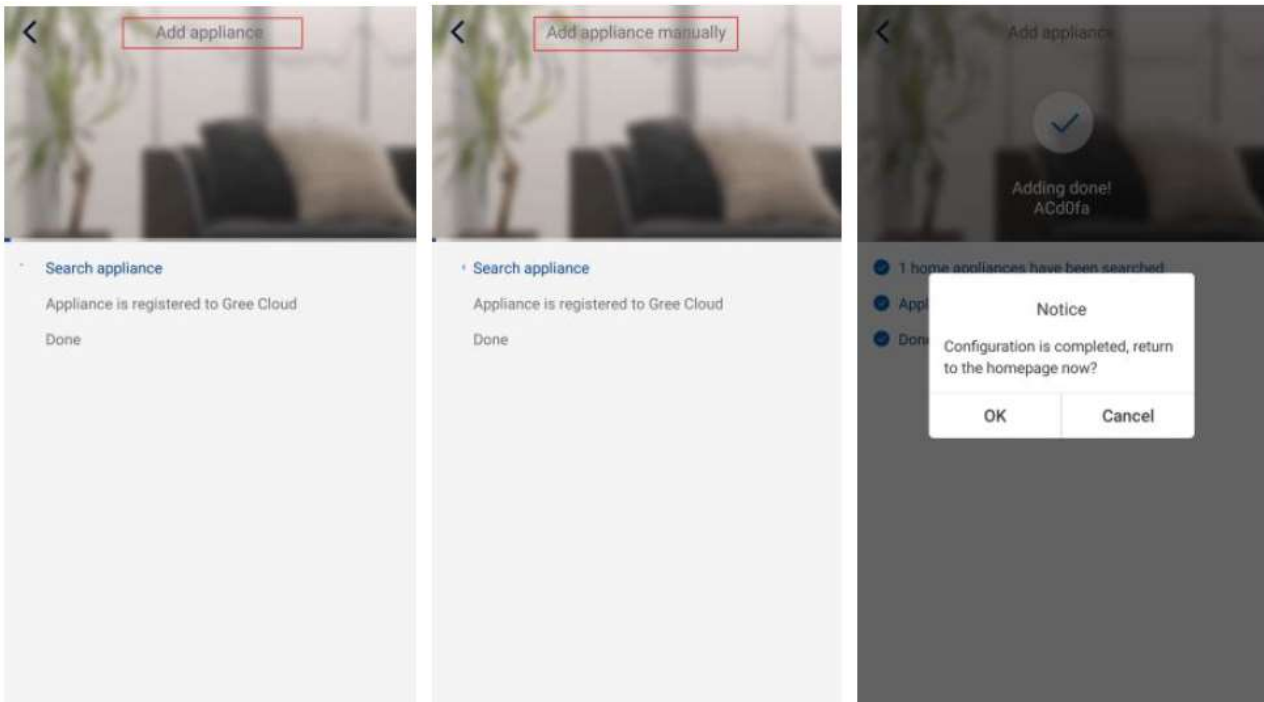 Add appliance
Search appliance
Appliance is registered to Gree Cloud
Done
Add appliance manually
Search appliance
Appliance is registered to Gree Cloud
Done
Add appliance
Adding done!
ACd0fa
1 home appliances have been searched
Appl
Don
Notice
Configuration is completed, return
to the homepage now?
OK
Cancel